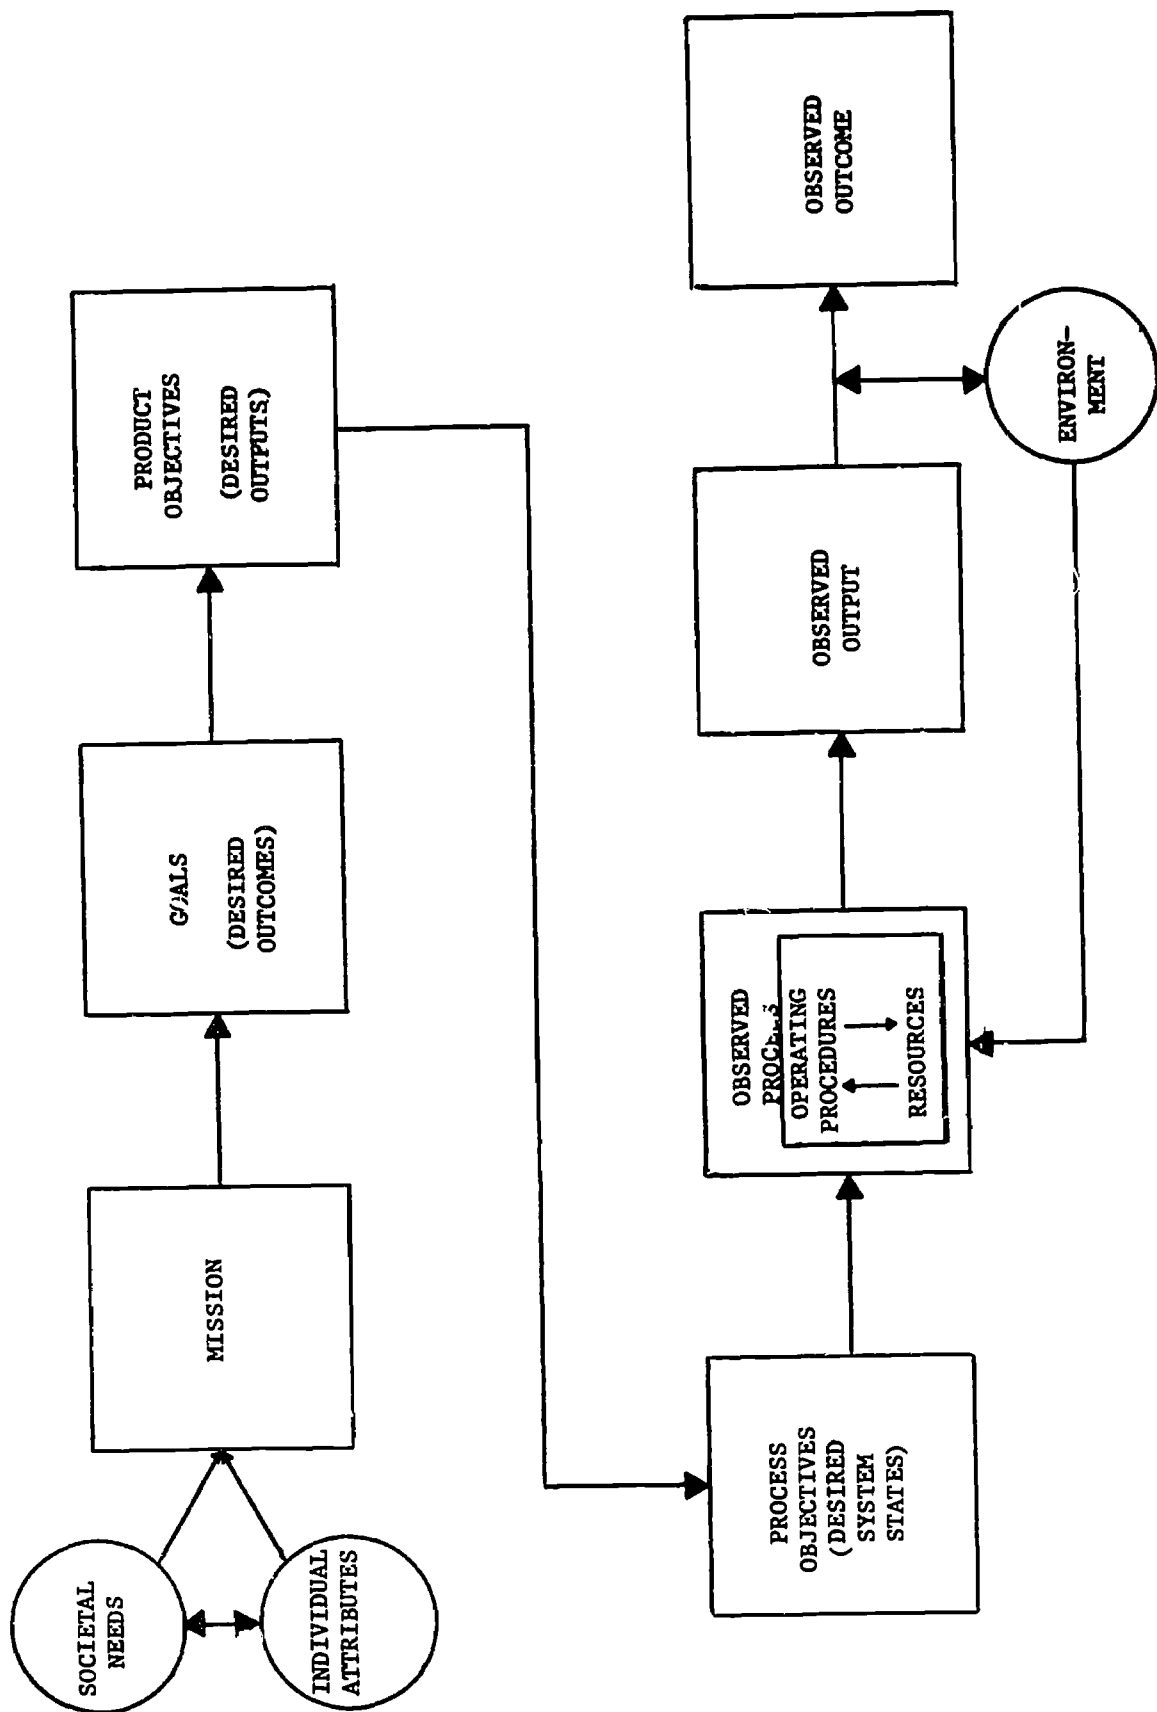 SOCIETAL
NEEDS
INDIVIDUAL
ATTRIBUTES
MISSION
GOALS
(DESIRED
OUTCOMES)
PRODUCT
OBJECTIVES
(DESIRED
OUTPUTS)
PROCESS
OBJECTIVES
(DESIRED
SYSTEM
STATES)
OBSERVED
PROCESS
OPERATING
PROCEDURES
RESOURCES
OBSERVED
OUTPUT
OBSERVED
OUTCOME
ENVIRON-
MENT